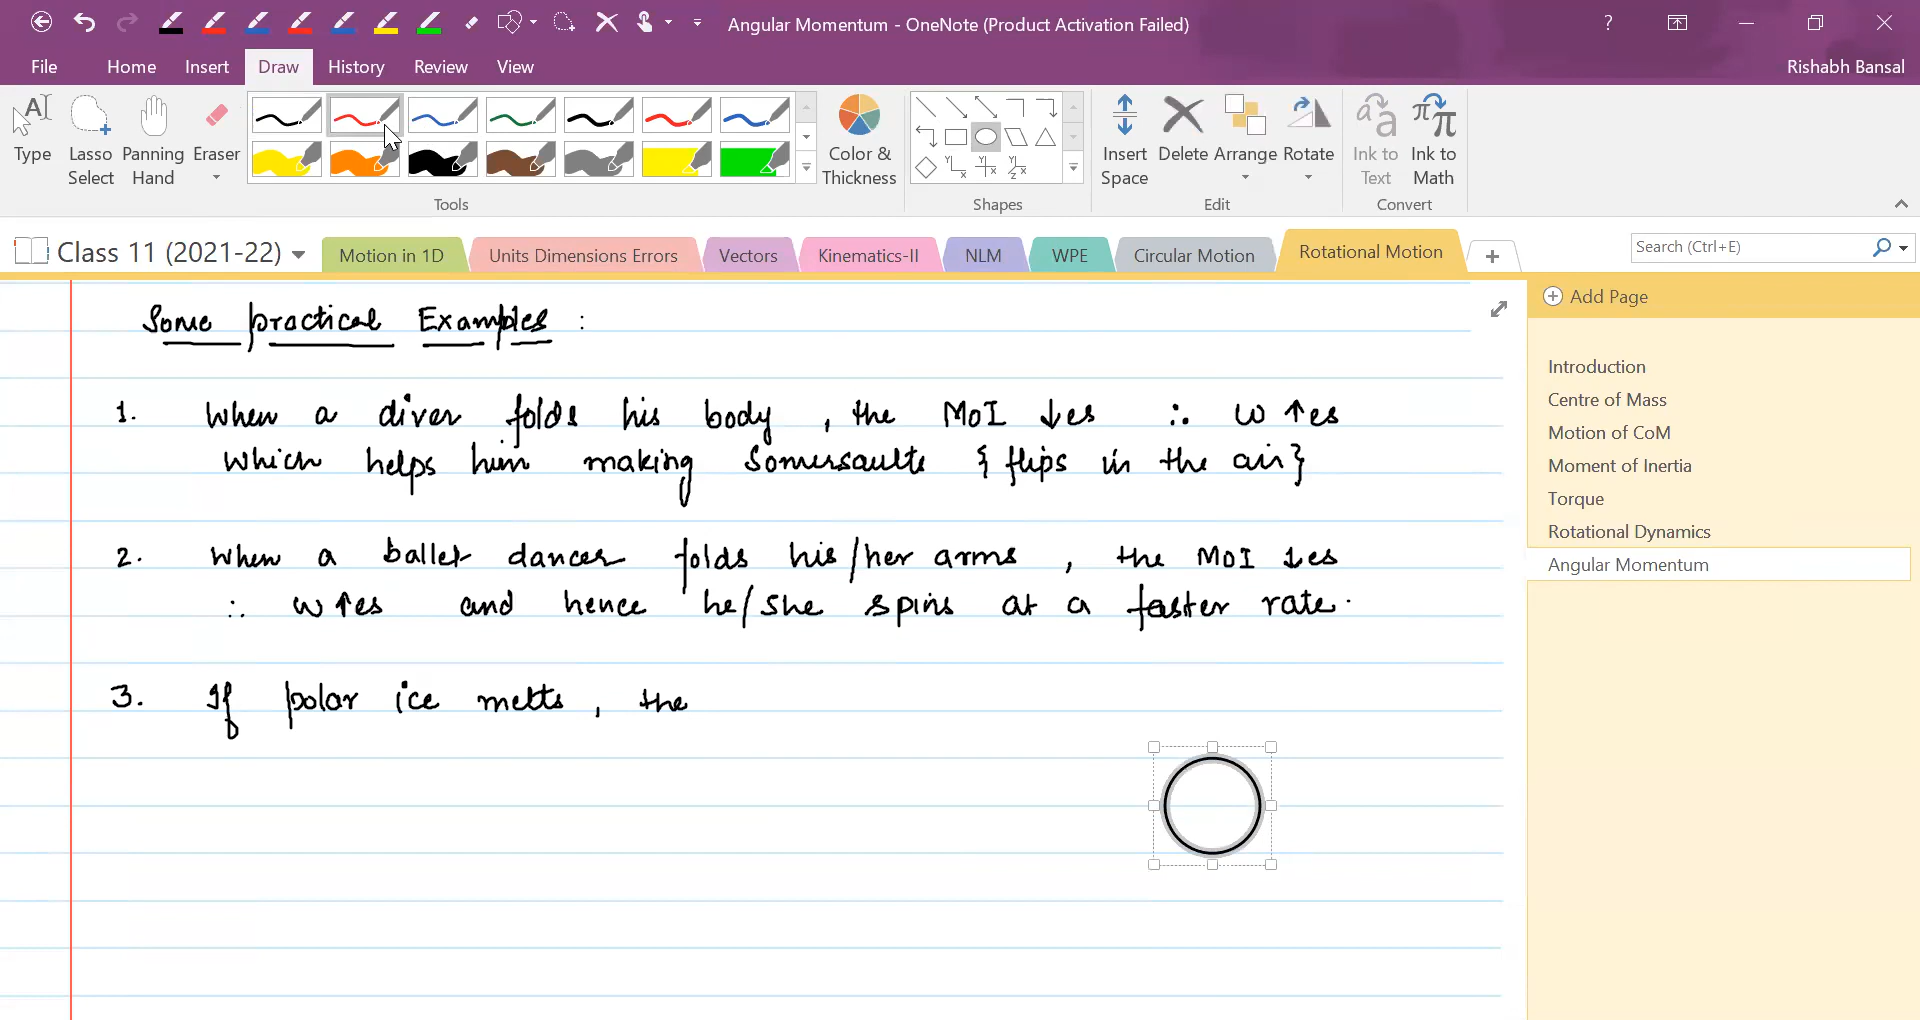 Angular Momentum - OneNote (Product Activation Failed)
?
File Home Insert Draw History Review View
Rishabh Bansal
Type
Lasso Select
Panning Hand
Eraser
Color & Thickness
Insert Space
Delete
Arrange
Rotate
Ink to Text
Ink to Math
Tools
Shapes
Edit
Convert
Class 11 (2021-22)
Motion in 1D
Units Dimensions Errors
Vectors
Kinematics-II
NLM
WPE
Circular Motion
Rotational Motion
Search (Ctrl+E)
Some practical Examples :
1. When a diver folds his body , the MoI ↓es ∴ ω ↑es
which helps him making Somersaults { flips in the air}
2. When a ballet dancer folds his/her arms , the MoI ↓es
∴ ω ↑es and hence he/she spins at a faster rate.
3. If polar ice melts , the
Add Page
Introduction
Centre of Mass
Motion of CoM
Moment of Inertia
Torque
Rotational Dynamics
Angular Momentum